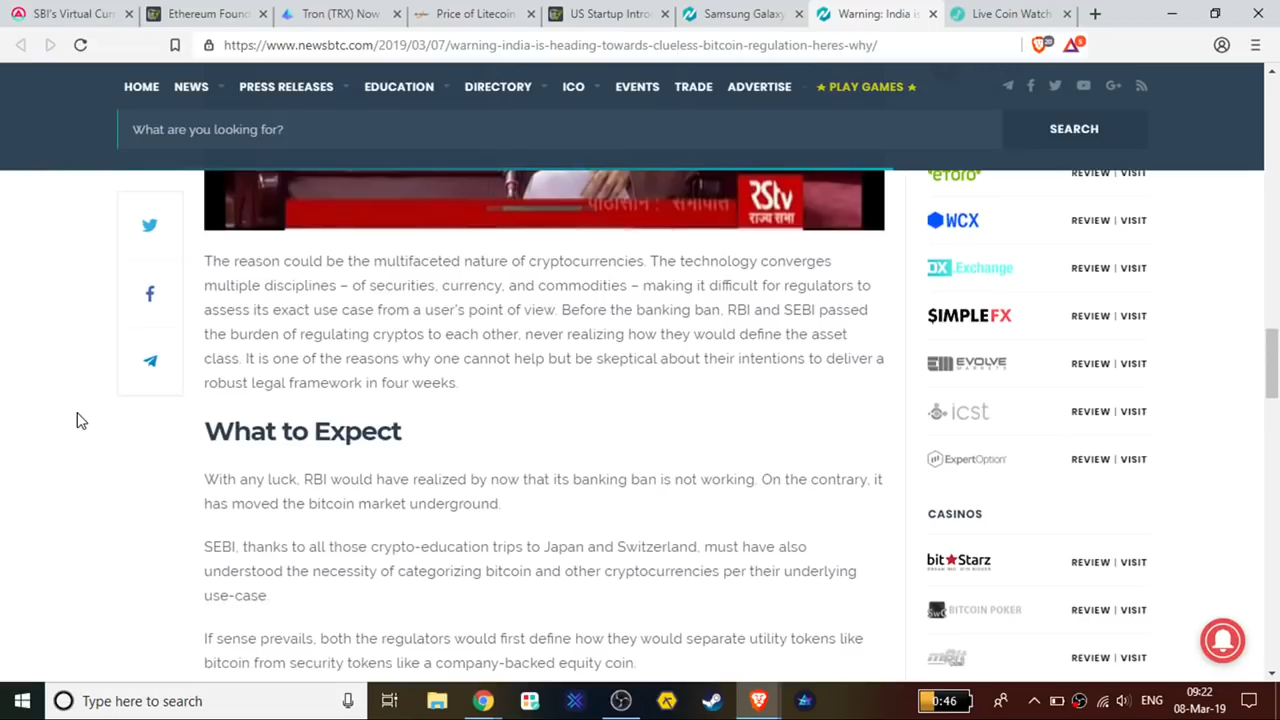 SBI's Virtual Curr
Ethereum Found
Tron (TRX) Now
Price of Litecoin
US Startup Intro
Samsung Galaxy
Warning: India is
Live Coin Watch
https://www.newsbtc.com/2019/03/07/warning-india-is-heading-towards-clueless-bitcoin-regulation-heres-why/
HOME NEWS PRESS RELEASES EDUCATION DIRECTORY ICO EVENTS TRADE ADVERTISE ★ PLAY GAMES ★
What are you looking for?
SEARCH
पीठासीन : सभापति
RStv
राज्य सभा
The reason could be the multifaceted nature of cryptocurrencies. The technology converges
multiple disciplines – of securities, currency, and commodities – making it difficult for regulators to
assess its exact use case from a user's point of view. Before the banking ban, RBI and SEBI passed
the burden of regulating cryptos to each other, never realizing how they would define the asset
class. It is one of the reasons why one cannot help but be skeptical about their intentions to deliver a
robust legal framework in four weeks.
What to Expect
With any luck, RBI would have realized by now that its banking ban is not working. On the contrary, it
has moved the bitcoin market underground.
SEBI, thanks to all those crypto-education trips to Japan and Switzerland, must have also
understood the necessity of categorizing bitcoin and other cryptocurrencies per their underlying
use-case.
If sense prevails, both the regulators would first define how they would separate utility tokens like
bitcoin from security tokens like a company-backed equity coin.
eToro REVIEW | VISIT
WCX REVIEW | VISIT
DX.Exchange REVIEW | VISIT
SIMPLEFX REVIEW | VISIT
EVOLVE MARKETS REVIEW | VISIT
icst REVIEW | VISIT
ExpertOption REVIEW | VISIT
CASINOS
bitStarz REVIEW | VISIT
BITCOIN POKER REVIEW | VISIT
mBit REVIEW | VISIT
Type here to search
0:46
ENG
09:22
08-Mar-19